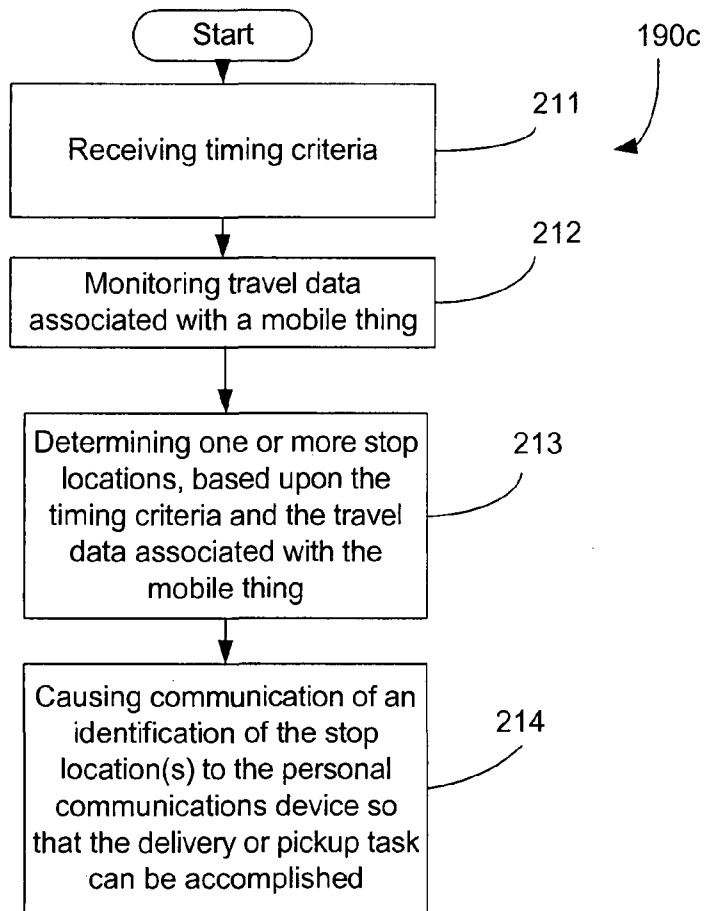 Start
190c
Receiving timing criteria
211
Monitoring travel data
associated with a mobile thing
212
Determining one or more stop
locations, based upon the
timing criteria and the travel
data associated with the
mobile thing
213
Causing communication of an
identification of the stop
location(s) to the personal
communications device so
that the delivery or pickup task
can be accomplished
214